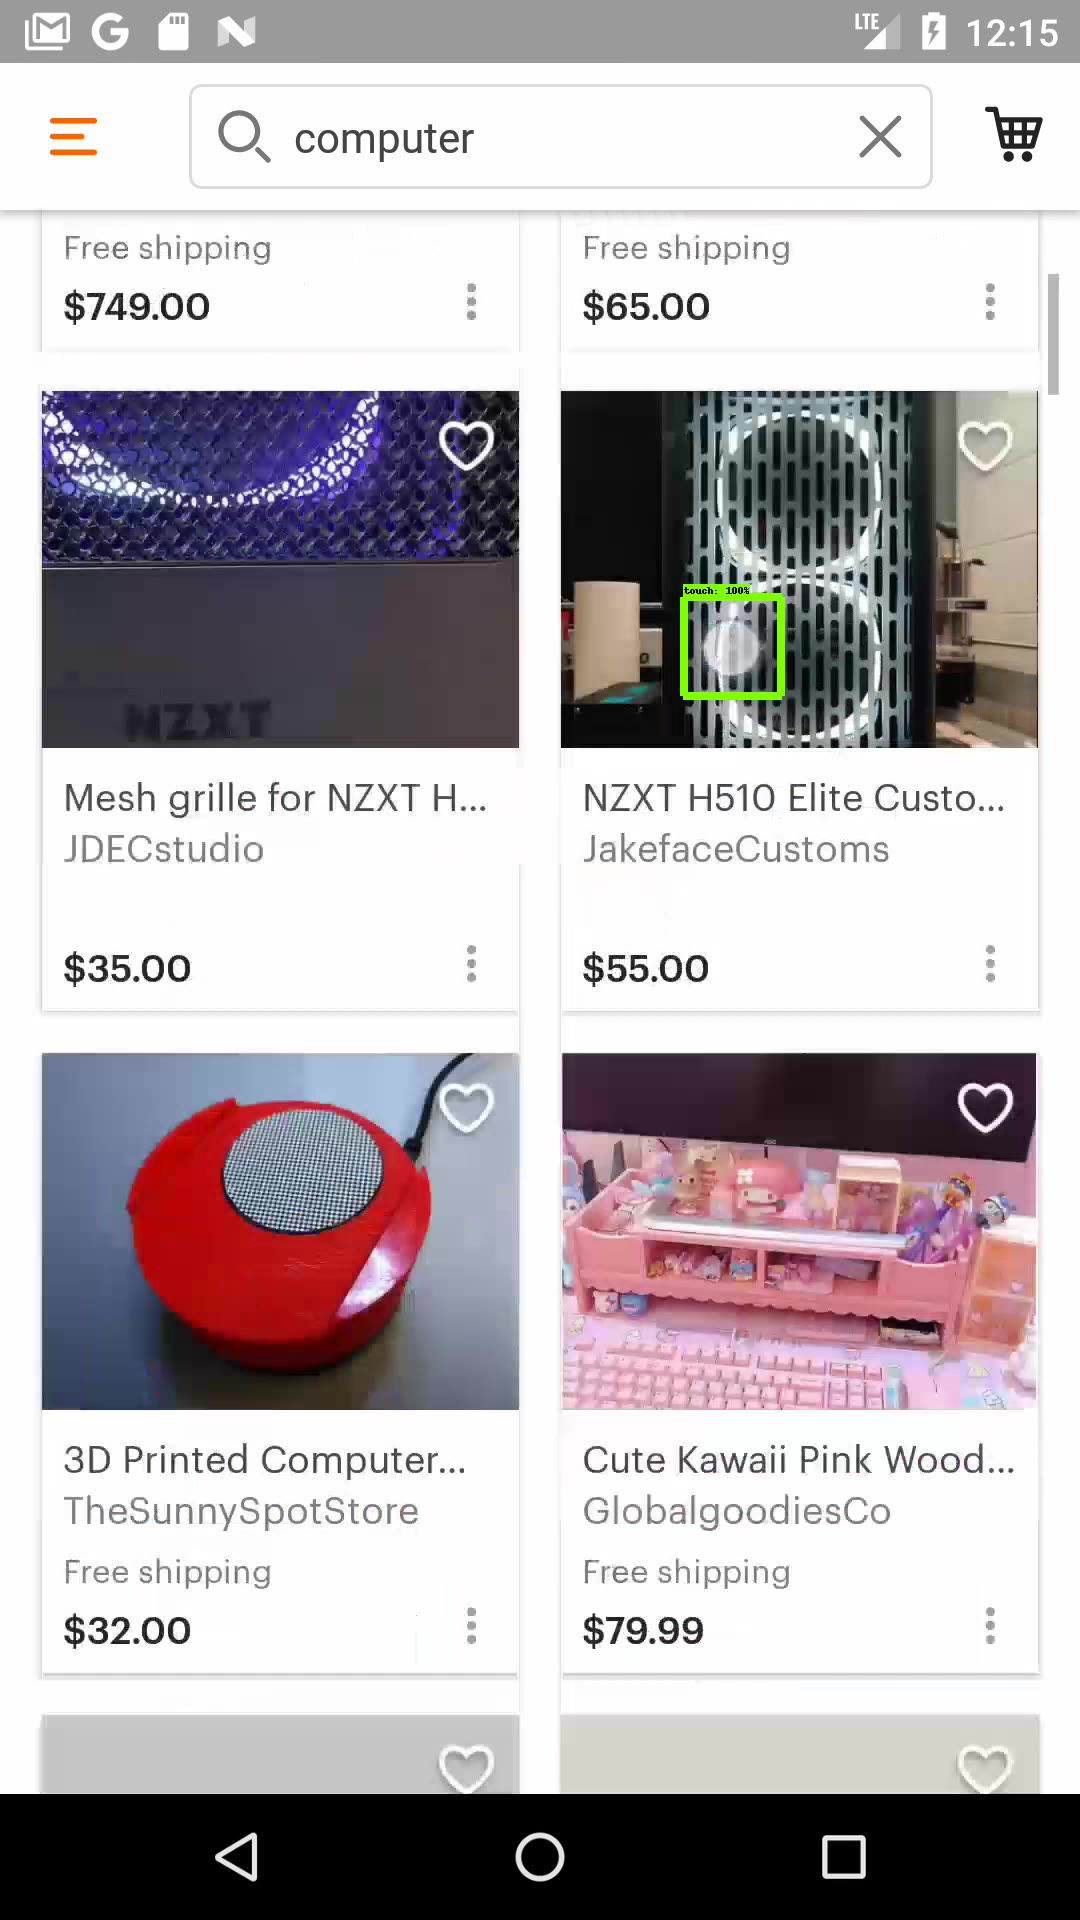 LTE 12:15
computer
Free shipping
$749.00
Free shipping
$65.00
NZXT
touch: 100%
Mesh grille for NZXT H...
JDECstudio
$35.00
NZXT H510 Elite Custo...
JakefaceCustoms
$55.00
3D Printed Computer...
TheSunnySpotStore
Free shipping
$32.00
Cute Kawaii Pink Wood...
GlobalgoodiesCo
Free shipping
$79.99